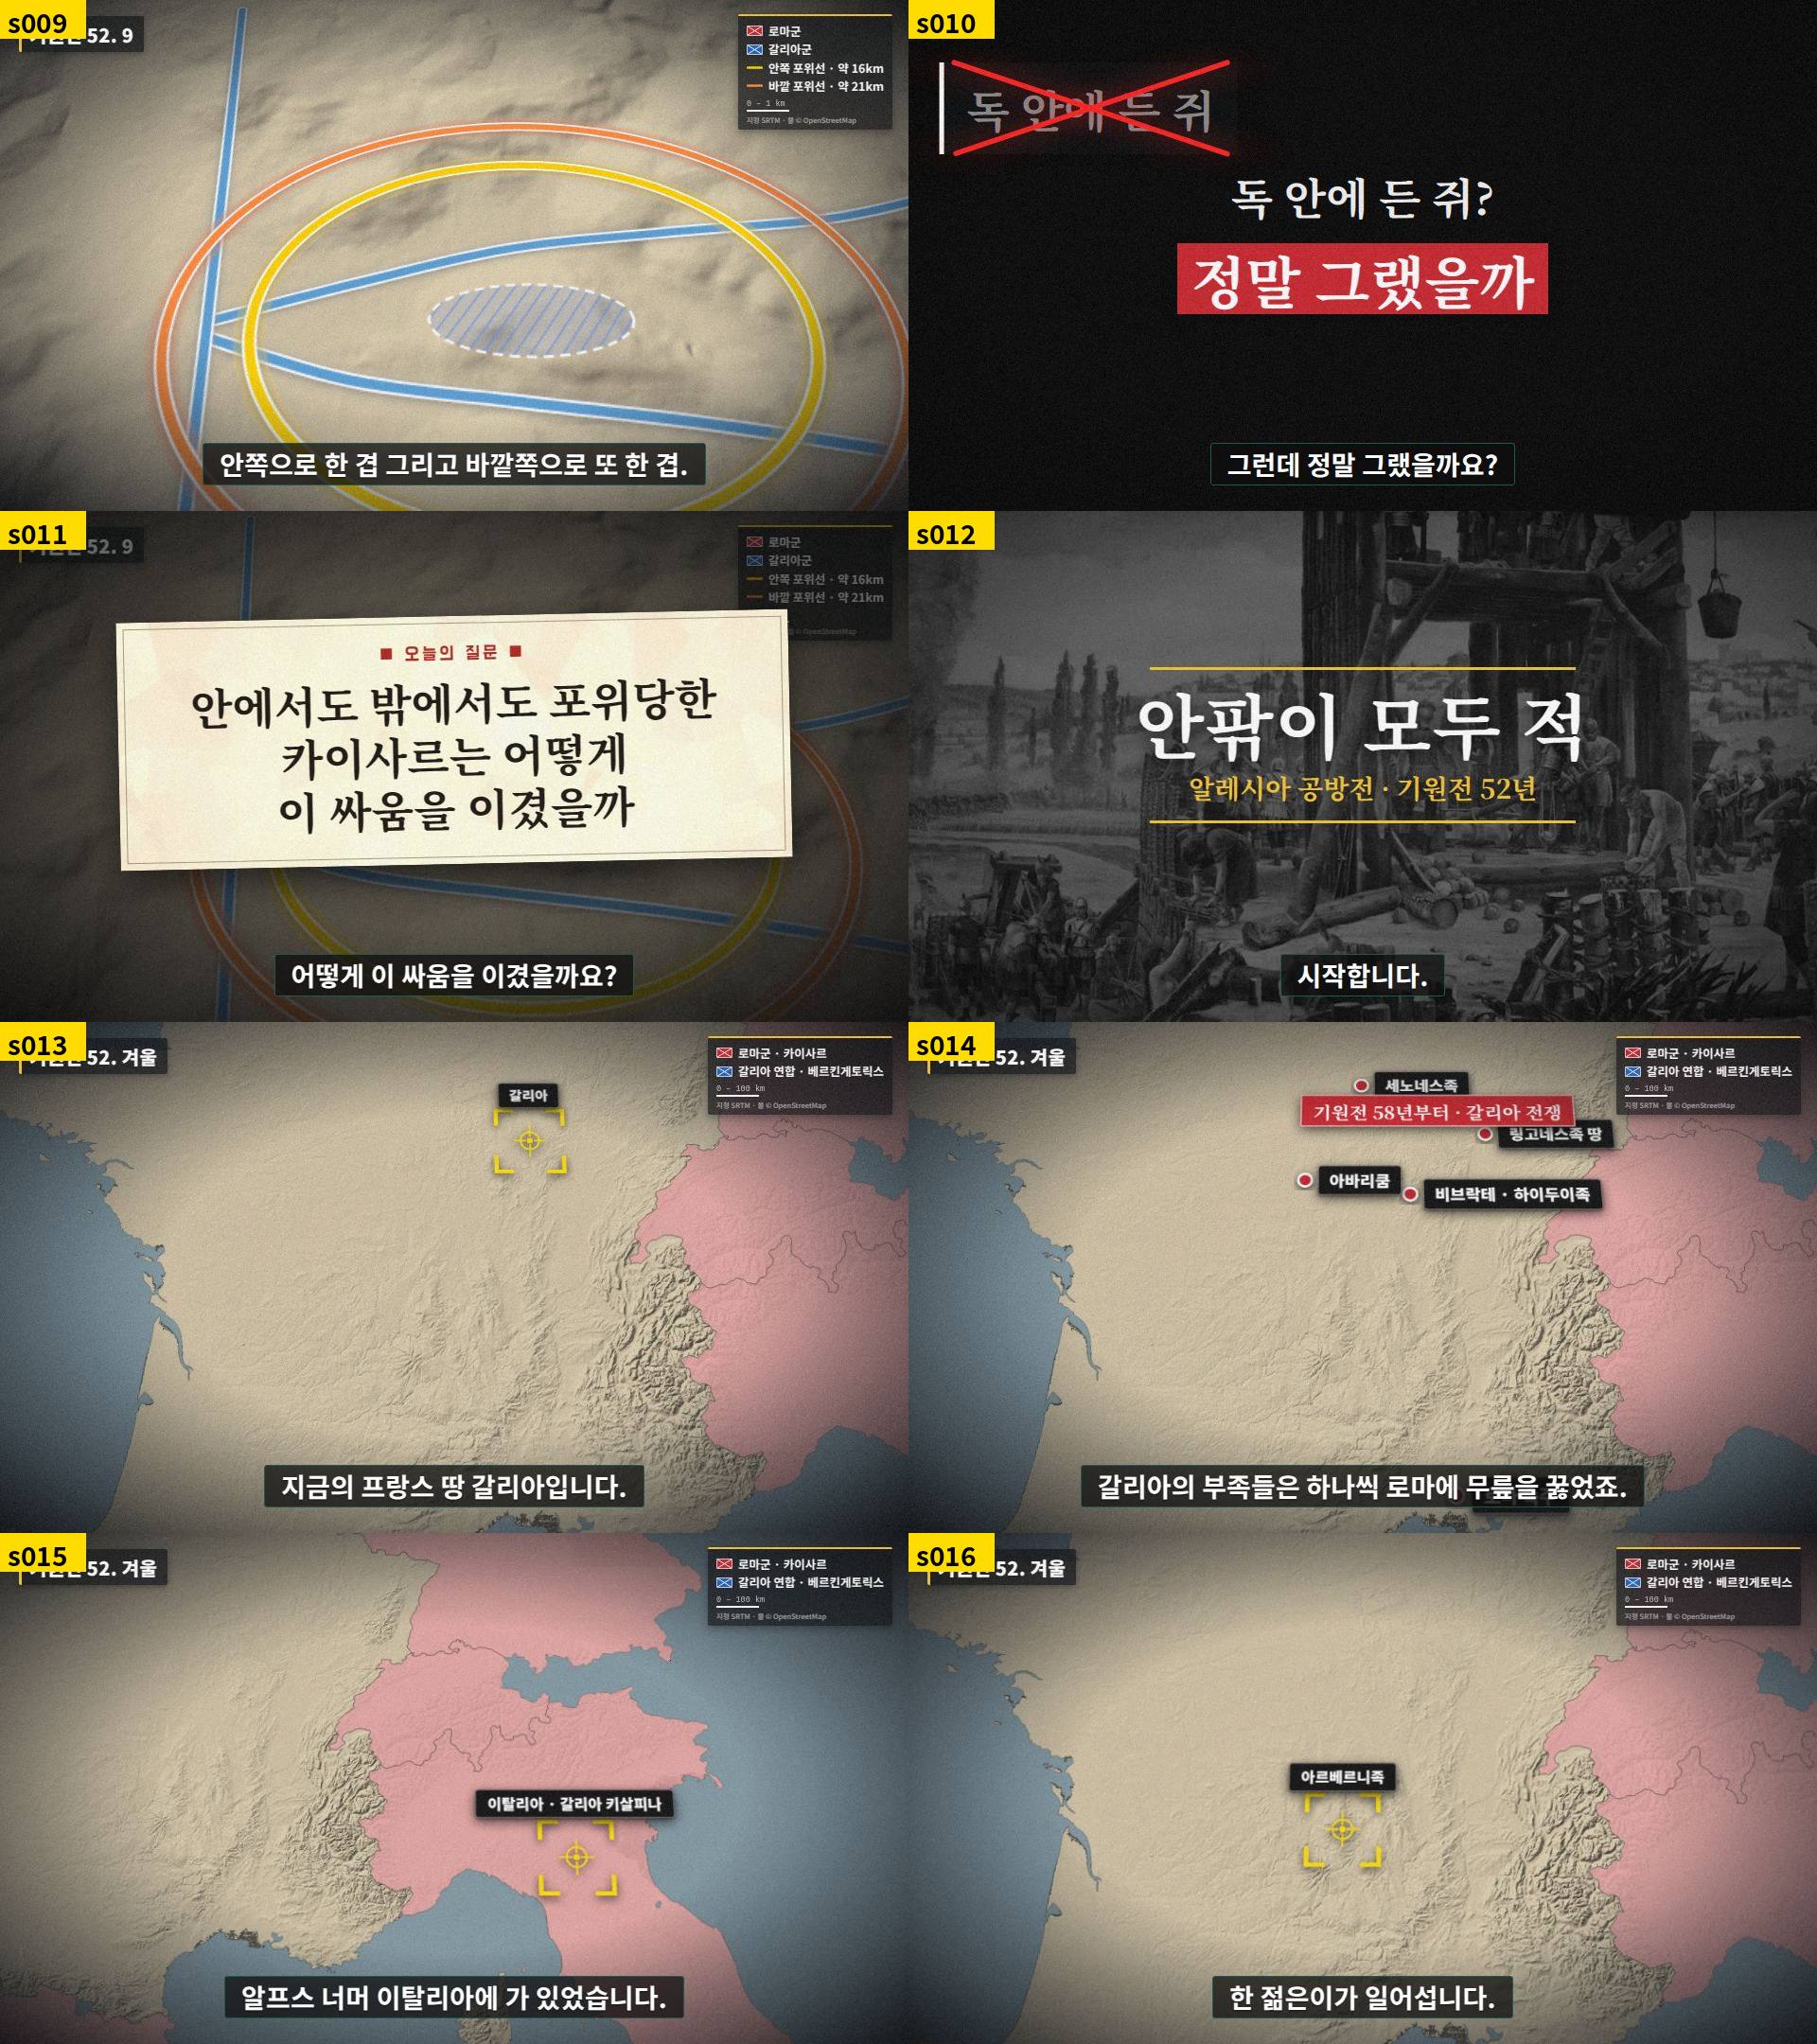 s009
52. 9
로마군
갈리아군
안쪽 포위선 · 약 16km
바깥 포위선 · 약 21km
0 – 1 km
지형 SRTM · 물 © OpenStreetMap
안쪽으로 한 겹 그리고 바깥쪽으로 또 한 겹.
s010
독 안에 든 쥐
독 안에 든 쥐?
정말 그랬을까
그런데 정말 그랬을까요?
s011
52. 9
로마군
갈리아군
안쪽 포위선 · 약 16km
바깥 포위선 · 약 21km
© OpenStreetMap
■ 오늘의 질문 ■
안에서도 밖에서도 포위당한
카이사르는 어떻게
이 싸움을 이겼을까
어떻게 이 싸움을 이겼을까요?
s012
안팎이 모두 적
알레시아 공방전 · 기원전 52년
시작합니다.
s013
52. 겨울
로마군 · 카이사르
갈리아 연합 · 베르킨게토릭스
0 – 100 km
지형 SRTM · 물 © OpenStreetMap
갈리아
지금의 프랑스 땅 갈리아입니다.
s014
52. 겨울
로마군 · 카이사르
갈리아 연합 · 베르킨게토릭스
0 – 100 km
지형 SRTM · 물 © OpenStreetMap
세노네스족
기원전 58년부터 · 갈리아 전쟁
링고네스족 땅
아바리쿰
비브락테 · 하이두이족
갈리아의 부족들은 하나씩 로마에 무릎을 꿇었죠.
s015
52. 겨울
로마군 · 카이사르
갈리아 연합 · 베르킨게토릭스
0 – 100 km
지형 SRTM · 물 © OpenStreetMap
이탈리아 · 갈리아 키살피나
알프스 너머 이탈리아에 가 있었습니다.
s016
52. 겨울
로마군 · 카이사르
갈리아 연합 · 베르킨게토릭스
0 – 100 km
지형 SRTM · 물 © OpenStreetMap
아르베르니족
한 젊은이가 일어섭니다.